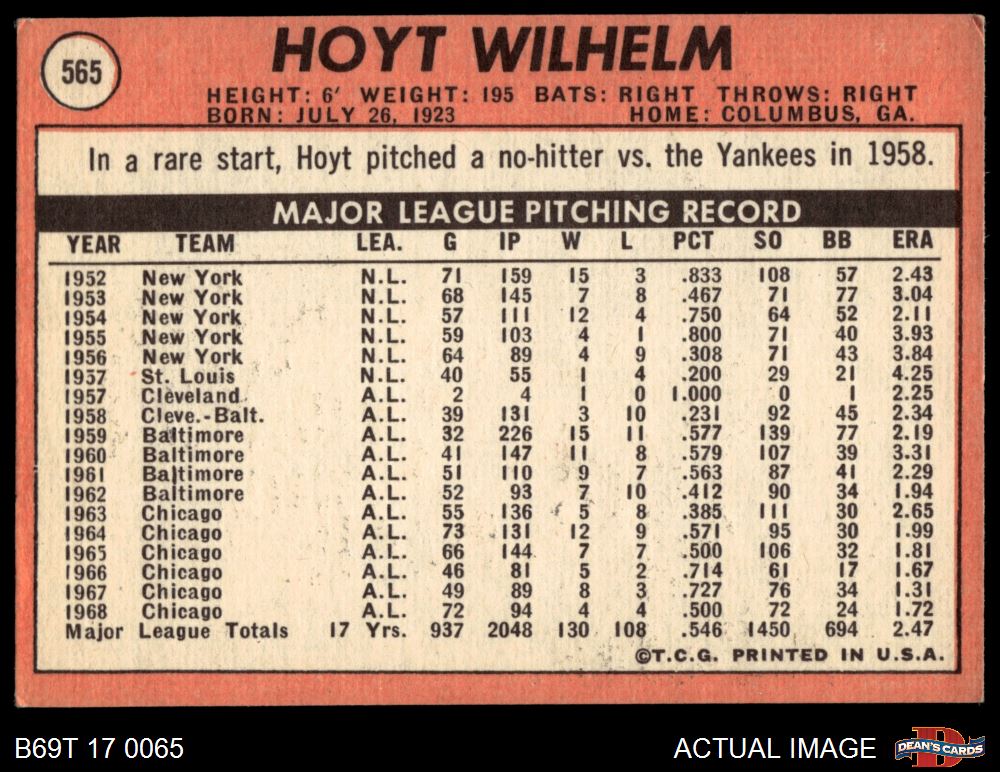 565
HOYT WILHELM
HEIGHT: 6' WEIGHT: 195 BATS: RIGHT THROWS: RIGHT
BORN: JULY 26, 1923 HOME: COLUMBUS, GA.
In a rare start, Hoyt pitched a no-hitter vs. the Yankees in 1958.
MAJOR LEAGUE PITCHING RECORD
YEAR TEAM LEA. G IP W L PCT SO BB ERA
1952 New York N.L. 71 159 15 3 .833 108 57 2.43
1953 New York N.L. 68 145 7 8 .467 71 77 3.04
1954 New York N.L. 57 111 12 4 .750 64 52 2.11
1955 New York N.L. 59 103 4 1 .800 71 40 3.93
1956 New York N.L. 64 89 4 9 .308 71 43 3.84
1957 St. Louis N.L. 40 55 1 4 .200 29 21 4.25
1957 Cleveland A.L. 2 4 1 0 1.000 0 1 2.25
1958 Cleve.-Balt. A.L. 39 131 3 10 .231 92 45 2.34
1959 Baltimore A.L. 32 226 15 11 .577 139 77 2.19
1960 Baltimore A.L. 41 147 11 8 .579 107 39 3.31
1961 Baltimore A.L. 51 110 9 7 .563 87 41 2.29
1962 Baltimore A.L. 52 93 7 10 .412 90 34 1.94
1963 Chicago A.L. 55 136 5 8 .385 111 30 2.65
1964 Chicago A.L. 73 131 12 9 .571 95 30 1.99
1965 Chicago A.L. 66 144 7 7 .500 106 32 1.81
1966 Chicago A.L. 46 81 5 2 .714 61 17 1.67
1967 Chicago A.L. 49 89 8 3 .727 76 34 1.31
1968 Chicago A.L. 72 94 4 4 .500 72 24 1.72
Major League Totals 17 Yrs. 937 2048 130 108 .546 1450 694 2.47
©T.C.G. PRINTED IN U.S.A.
B69T 17 0065
ACTUAL IMAGE
DEAN'S CARDS